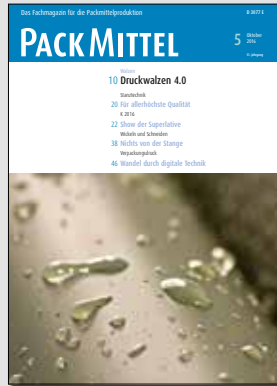 Das Fachmagazin für die Packmittelproduktion
D 3077 E
PACKMITTEL
5 Oktober
2016
Walzen
10 Druckwalzen 4.0
Stanztechnik
20 Für allerhöchste Qualität
K 2016
22 Show der Superlative
Wickeln und Schneiden
38 Nichts von der Stange
Verpackungsdruck
46 Wandel durch digitale Technik